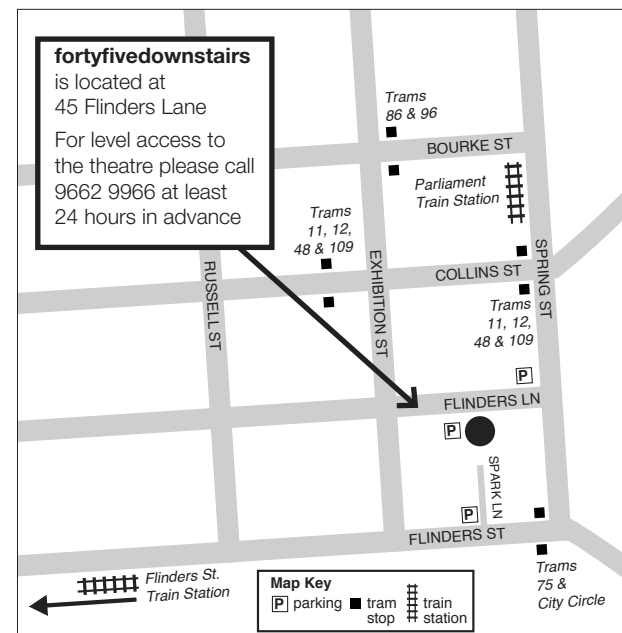 fortyfivedownstairs
is located at
45 Flinders Lane
For level access to
the theatre please call
9662 9966 at least
24 hours in advance
Trams
86 & 96
BOURKE ST
Parliament
Train Station
Trams
11, 12,
48 & 109
RUSSELL ST
EXHIBITION ST
COLLINS ST
SPRING ST
Trams
11, 12,
48 & 109
P
FLINDERS LN
P
SPARK LN
P
FLINDERS ST
Flinders St.
Train Station
Trams
75 &
City Circle
Map Key
P parking
tram
stop
train
station